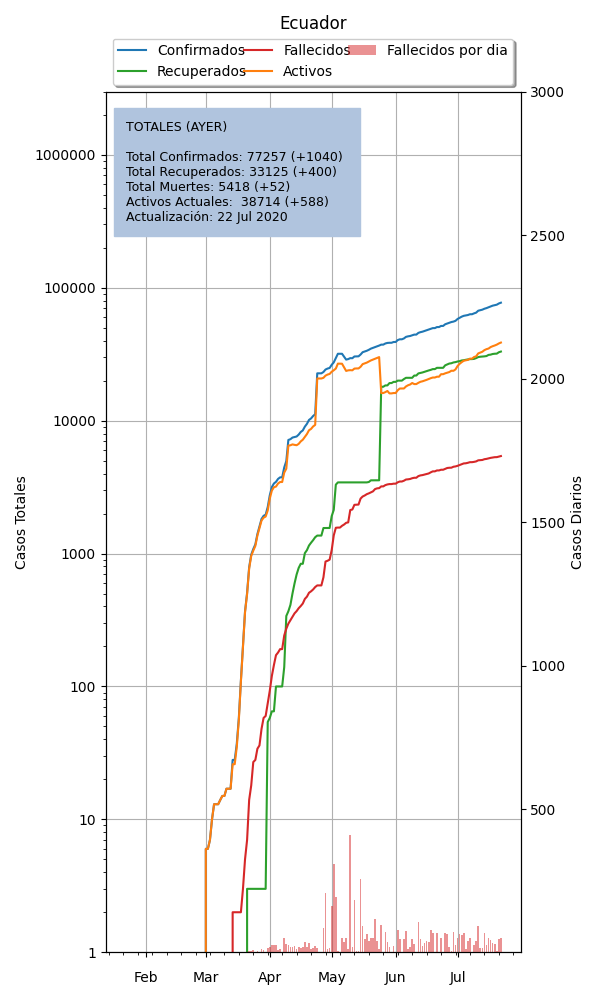 Ecuador
Confirmados Fallecidos Fallecidos por dia
Recuperados Activos
TOTALES (AYER)
Total Confirmados: 77257 (+1040)
Total Recuperados: 33125 (+400)
Total Muertes: 5418 (+52)
Activos Actuales:  38714 (+588)
Actualización: 22 Jul 2020
Casos Totales
1000000
100000
10000
1000
100
10
1
Casos Diarios
3000
2500
2000
1500
1000
500
Feb Mar Apr May Jun Jul